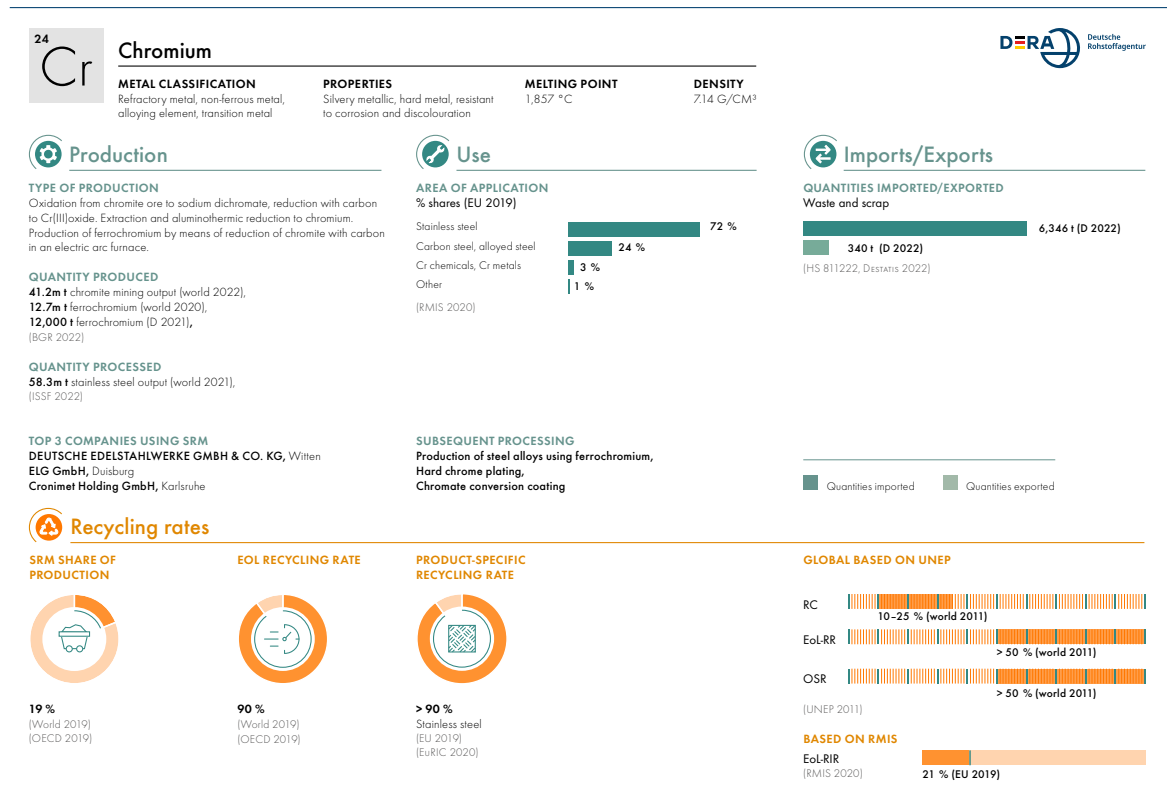 24
Cr
Chromium
DERA Deutsche
Rohstoffagentur
METAL CLASSIFICATION
Refractory metal, non-ferrous metal,
alloying element, transition metal
PROPERTIES
Silvery metallic, hard metal, resistant
to corrosion and discolouration
MELTING POINT
1,857 °C
DENSITY
7.14 G/CM³
Production
TYPE OF PRODUCTION
Oxidation from chromite ore to sodium dichromate, reduction with carbon
to Cr(III)oxide. Extraction and aluminothermic reduction to chromium.
Production of ferrochromium by means of reduction of chromite with carbon
in an electric arc furnace.
QUANTITY PRODUCED
41.2m t chromite mining output (world 2022),
12.7m t ferrochromium (world 2020),
12,000 t ferrochromium (D 2021),
(BGR 2022)
QUANTITY PROCESSED
58.3m t stainless steel output (world 2021),
(ISSF 2022)
TOP 3 COMPANIES USING SRM
DEUTSCHE EDELSTAHLWERKE GMBH & CO. KG, Witten
ELG GmbH, Duisburg
Cronimet Holding GmbH, Karlsruhe
Use
AREA OF APPLICATION
% shares (EU 2019)
Stainless steel 72 %
Carbon steel, alloyed steel 24 %
Cr chemicals, Cr metals 3 %
Other 1 %
(RMIS 2020)
SUBSEQUENT PROCESSING
Production of steel alloys using ferrochromium,
Hard chrome plating,
Chromate conversion coating
Imports/Exports
QUANTITIES IMPORTED/EXPORTED
Waste and scrap
6,346 t (D 2022)
340 t (D 2022)
(HS 811222, DESTATIS 2022)
Quantities imported Quantities exported
Recycling rates
SRM SHARE OF
PRODUCTION
19 %
(World 2019)
(OECD 2019)
EOL RECYCLING RATE
90 %
(World 2019)
(OECD 2019)
PRODUCT-SPECIFIC
RECYCLING RATE
> 90 %
Stainless steel
(EU 2019)
(EuRIC 2020)
GLOBAL BASED ON UNEP
RC
10–25 % (world 2011)
EoL-RR
> 50 % (world 2011)
OSR
> 50 % (world 2011)
(UNEP 2011)
BASED ON RMIS
EoL-RIR
(RMIS 2020)
21 % (EU 2019)